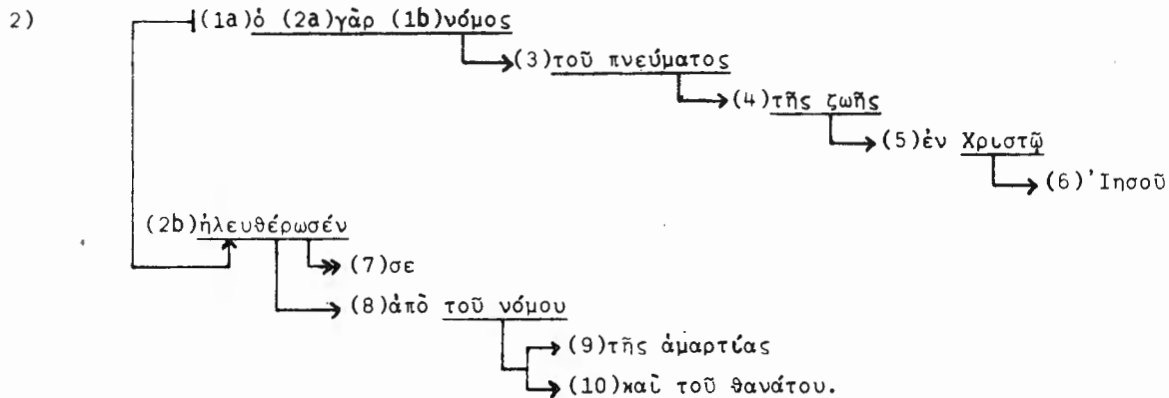 2) (1a)ὁ (2a)γὰρ (1b)νόμος
(3)τοῦ πνεύματος
(4)τῆς ζωῆς
(5)ἐν Χριστῷ
(6)Ἰησοῦ
(2b)ἠλευθέρωσέν
(7)σε
(8)ἀπὸ τοῦ νόμου
(9)τῆς ἁμαρτίας
(10)καὶ τοῦ θανάτου.